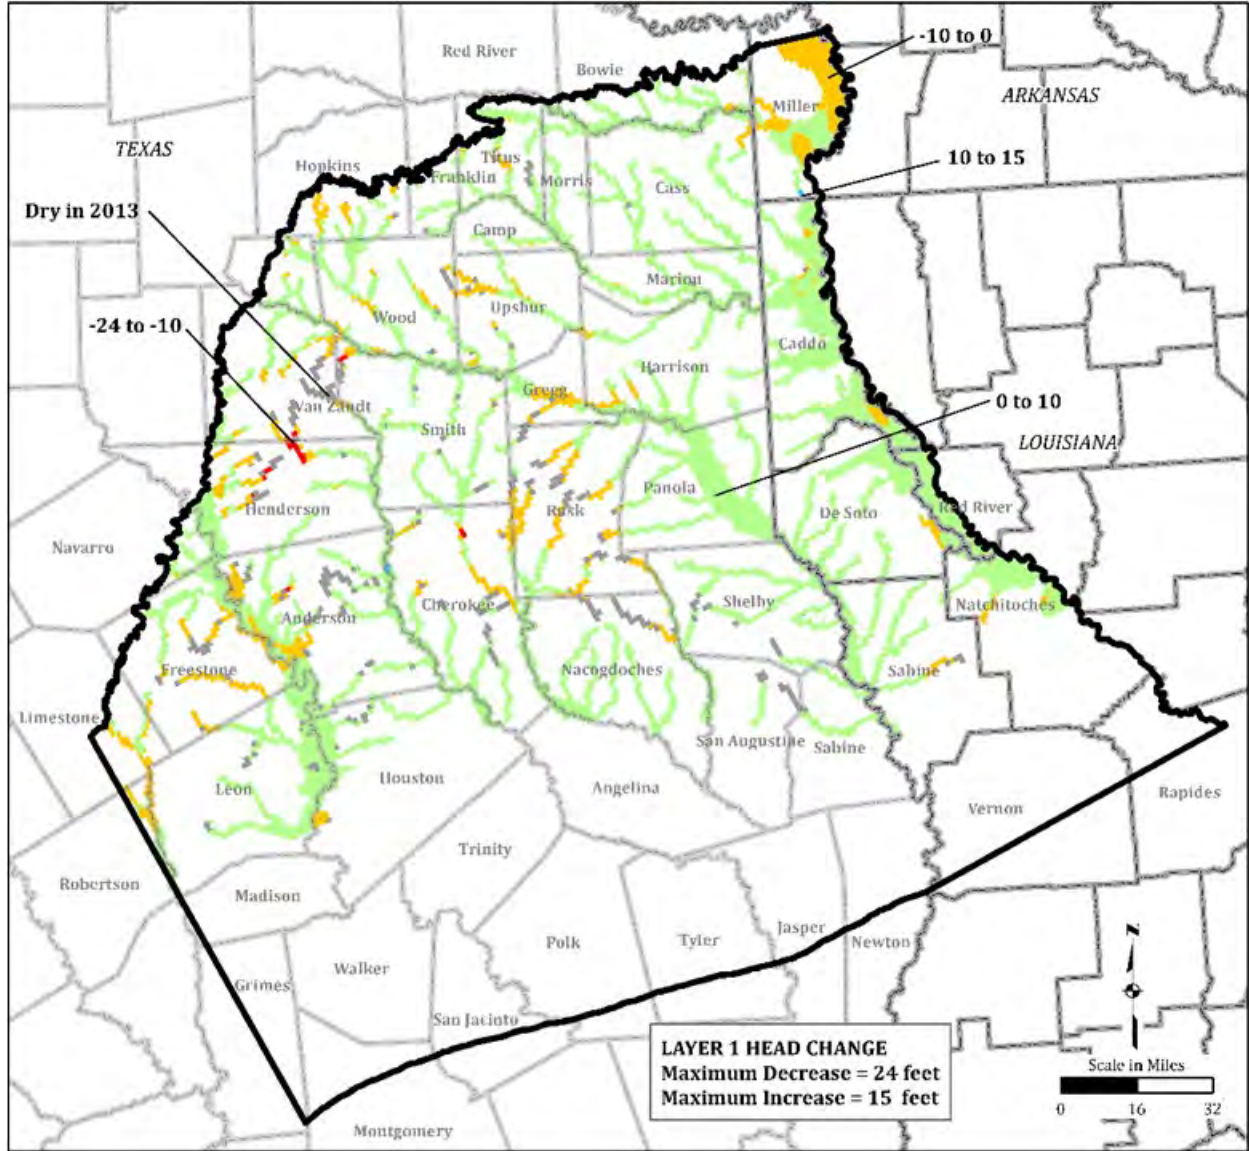 Red River
Bowie
-10 to 0
ARKANSAS
Miller
TEXAS
Hopkins
Titus
Franklin
Morris
Cass
10 to 15
Dry in 2013
Camp
Marion
-24 to -10
Wood
Upshur
Caddo
Harrison
Gregg
Van Zandt
Smith
0 to 10
LOUISIANA
Panola
Rusk
De Soto
Red River
Henderson
Navarro
Shelby
Natchitoches
Cherokee
Anderson
Freestone
Nacogdoches
Sabine
Limestone
San Augustine
Sabine
Houston
Leon
Angelina
Vernon
Rapides
Trinity
Robertson
Madison
Jasper
Polk
Tyler
Newton
Walker
Grimes
San Jacinto
N
LAYER 1 HEAD CHANGE
Maximum Decrease = 24 feet
Maximum Increase = 15 feet
Scale in Miles
0 16 32
Montgomery